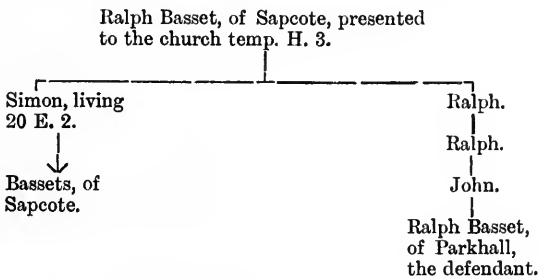 Ralph Basset, of Sapcote, presented
to the church temp. H. 3.
Simon, living
20 E. 2.
Bassets, of
Sapcote.
Ralph.
Ralph.
John.
Ralph Basset,
of Parkhall,
the defendant.